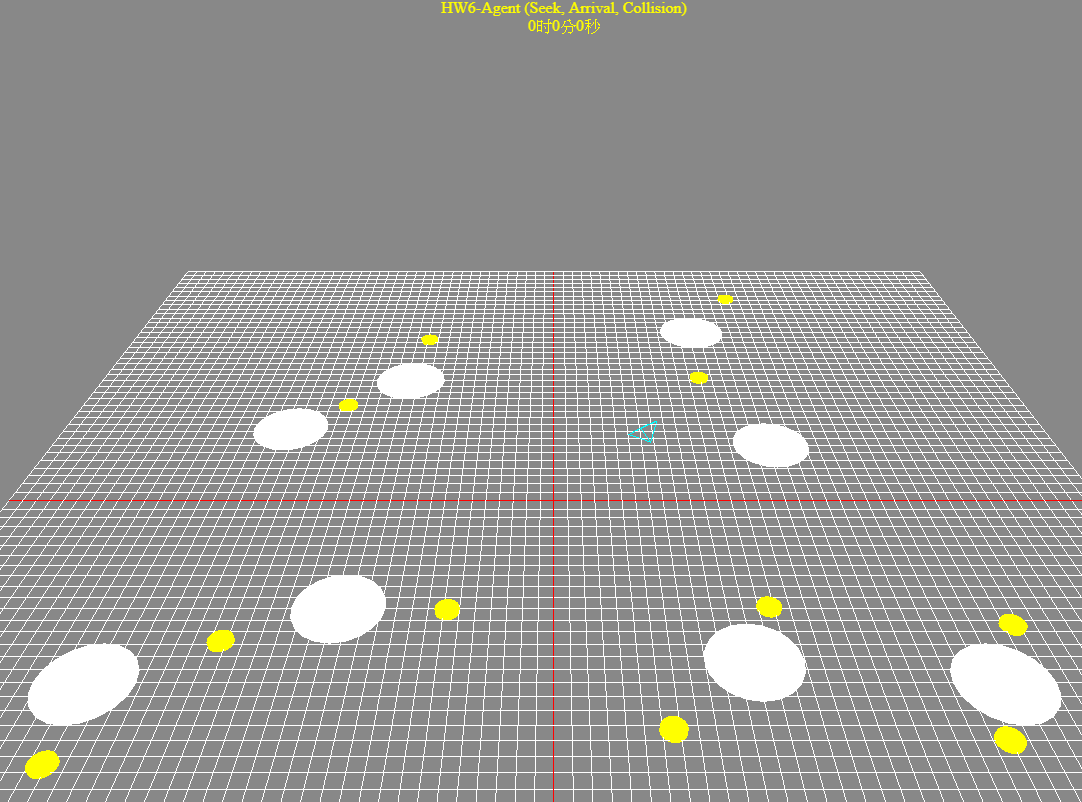 HW6-Agent (Seek, Arrival, Collision)
0时0分0秒